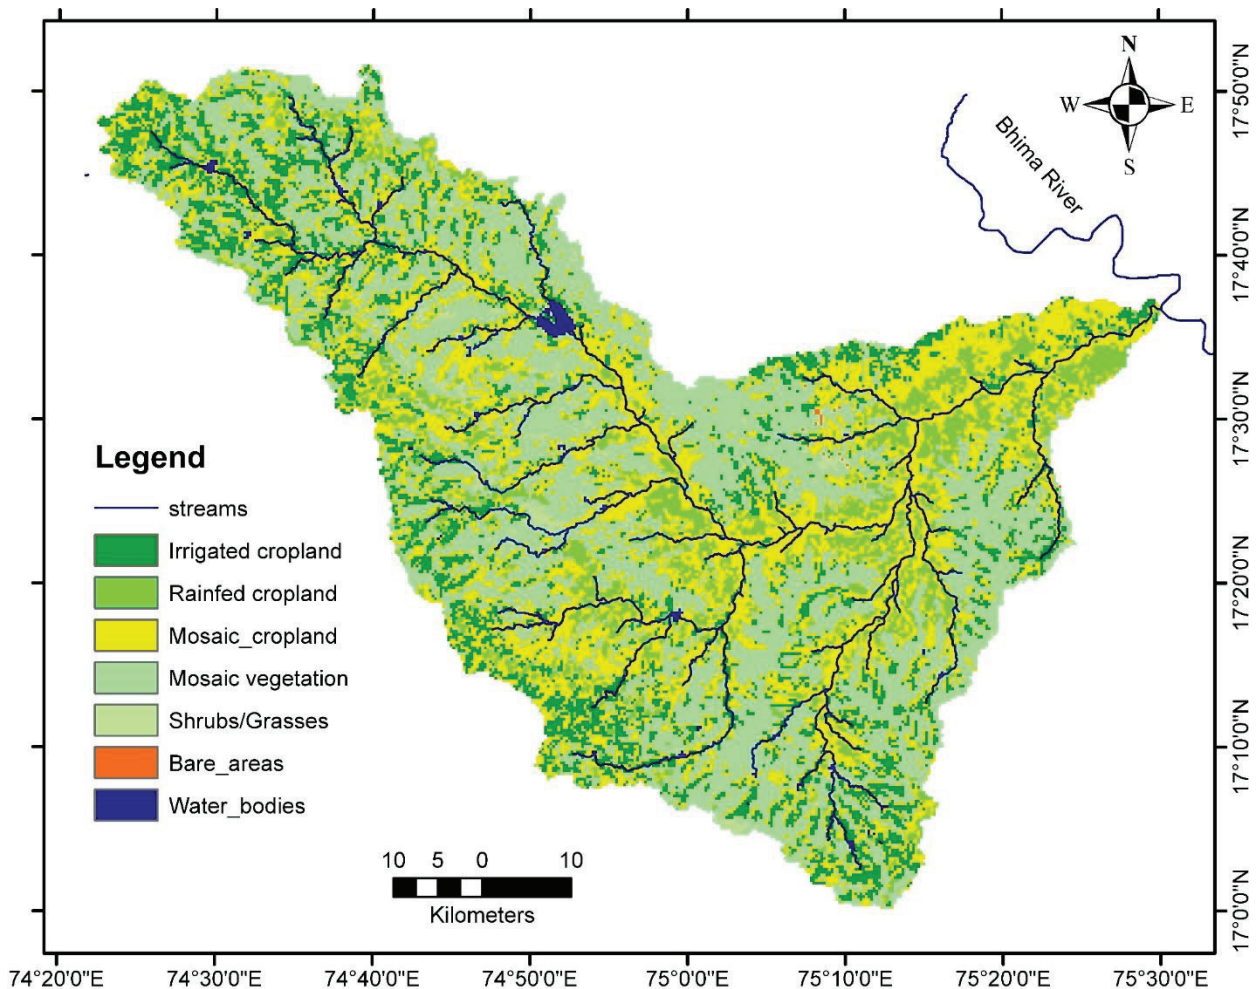 N
W E
S
Bhima River
17°50'0"N
17°40'0"N
17°30'0"N
17°20'0"N
17°10'0"N
17°0'0"N
Legend
streams
Irrigated cropland
Rainfed cropland
Mosaic_cropland
Mosaic vegetation
Shrubs/Grasses
Bare_areas
Water_bodies
10 5 0 10
Kilometers
74°20'0"E 74°30'0"E 74°40'0"E 74°50'0"E 75°0'0"E 75°10'0"E 75°20'0"E 75°30'0"E